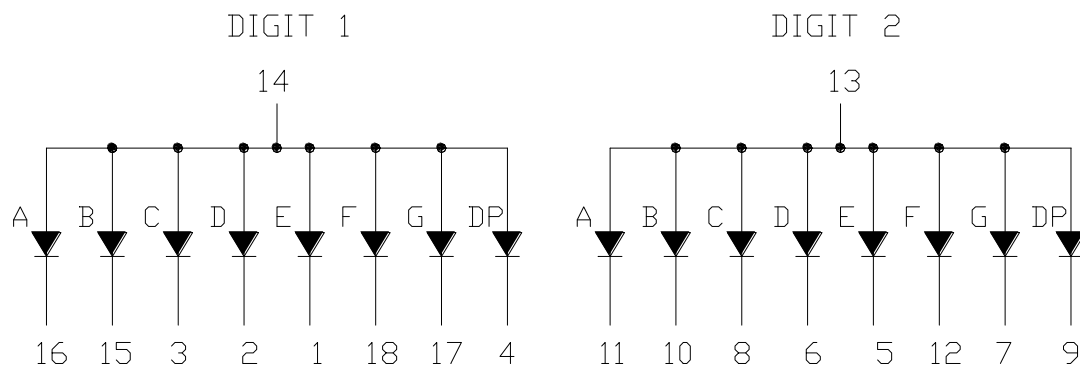 DIGIT 1 DIGIT 2
14 13
A B C D E F G DP A B C D E F G DP
16 15 3 2 1 18 17 4 11 10 8 6 5 12 7 9